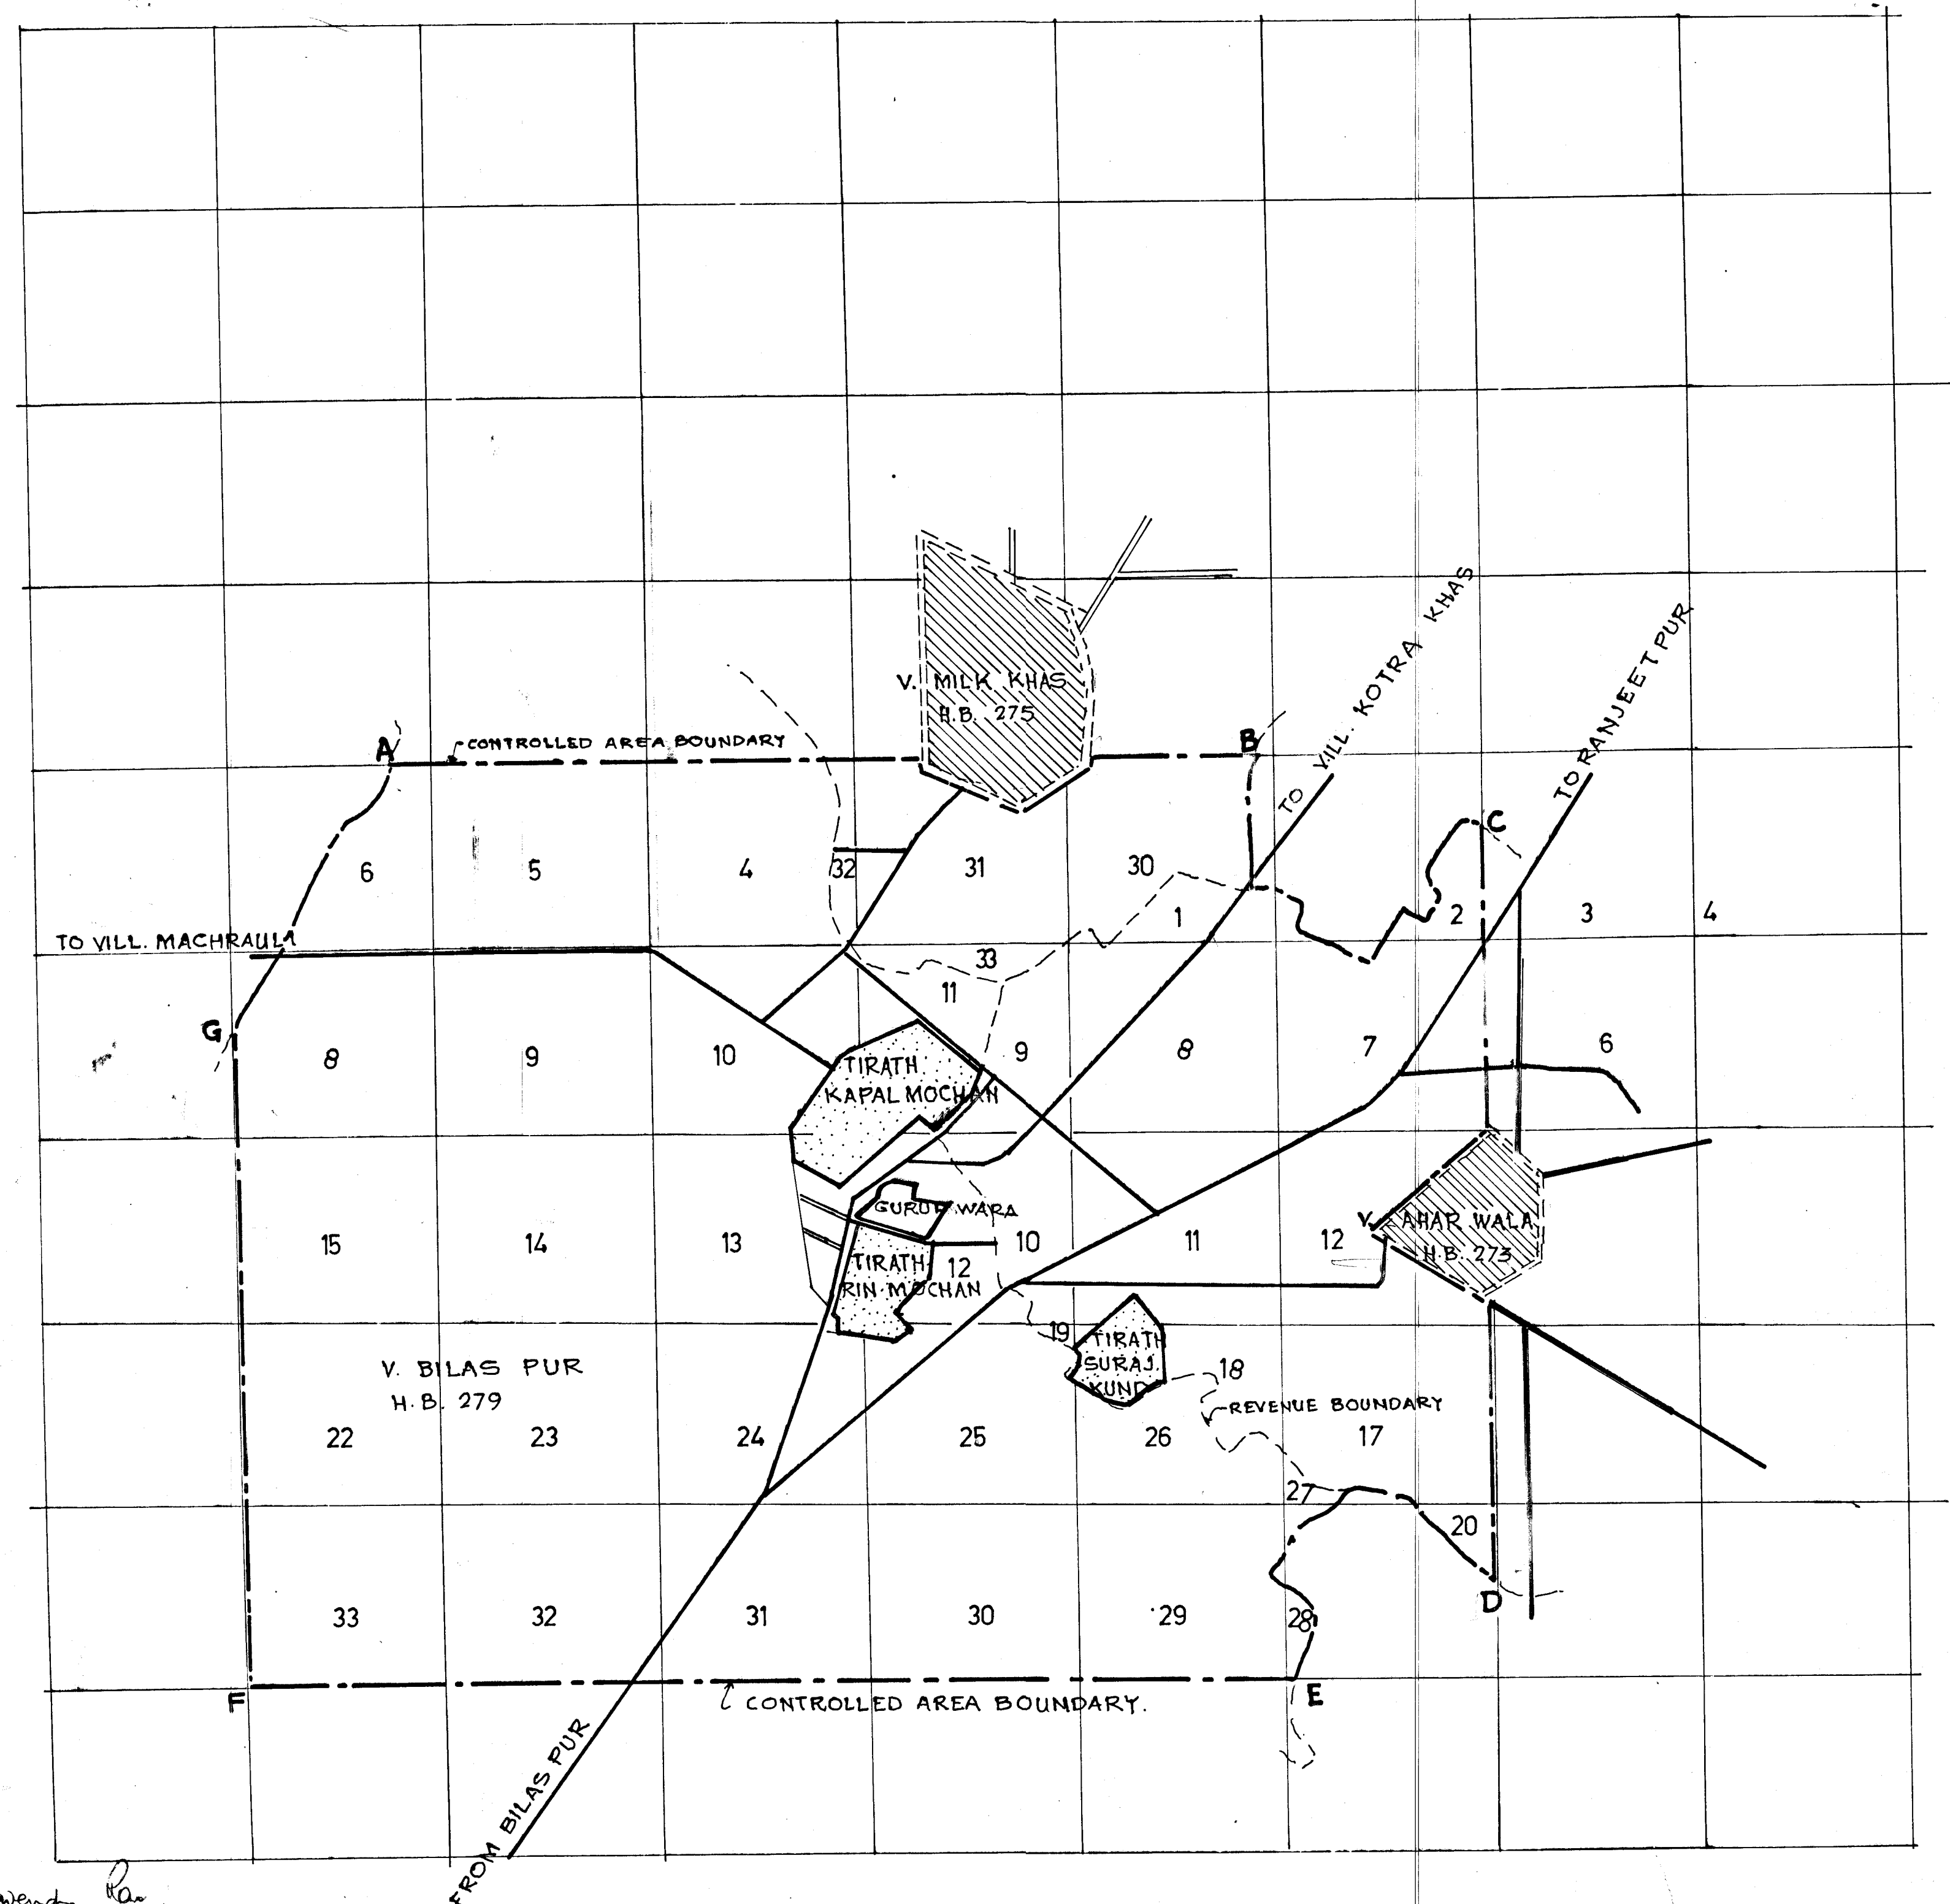 TO VILL. KOTRA KHAS
TO RANJEETPUR
V. MILK KHAS
H.B. 275
A
CONTROLLED AREA BOUNDARY
B
C
6
5
4
32
31
30
1
2
3
4
TO VILL. MACHRAULA
33
11
G
8
9
10
9
8
7
6
TIRATH
KAPAL MOCHAN
GURUDWARA
15
14
13
10
11
12
V. AHAR WALA
H.B. 273
TIRATH
12
RIN MOCHAN
19
TIRATH
SURAJ.
KUND
18
V. BILAS PUR
H.B. 279
REVENUE BOUNDARY
22
23
24
25
26
17
27
20
D
33
32
31
30
29
28
F
CONTROLLED AREA BOUNDARY.
E
FROM BILAS PUR